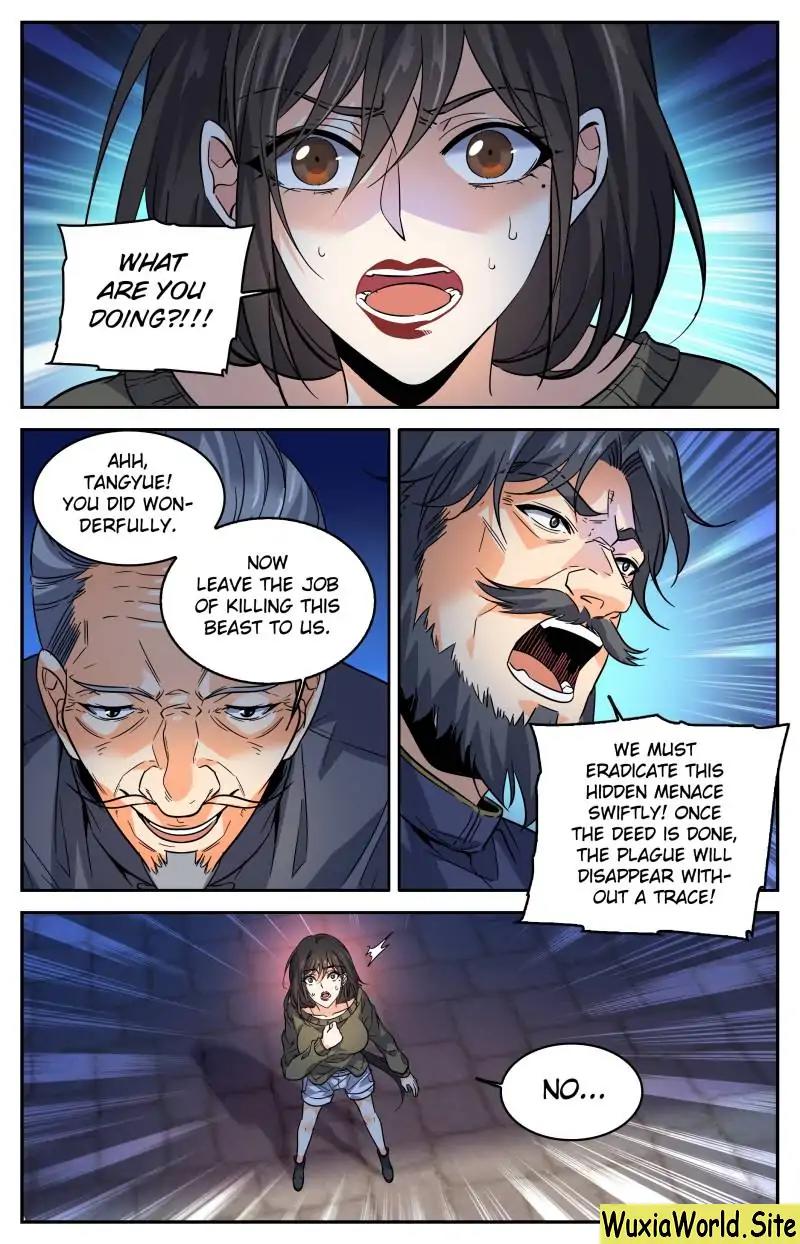 WHAT
ARE YOU
DOING?!!!
AHH,
TANGYUE!
YOU DID WON-
DERFULLY.
NOW
LEAVE THE JOB
OF KILLING THIS
BEAST TO US.
WE MUST
ERADICATE THIS
HIDDEN MENACE
SWIFTLY! ONCE
THE DEED IS DONE,
THE PLAGUE WILL
DISAPPEAR WITH-
OUT A TRACE!
NO...
WuxiaWorld.Site